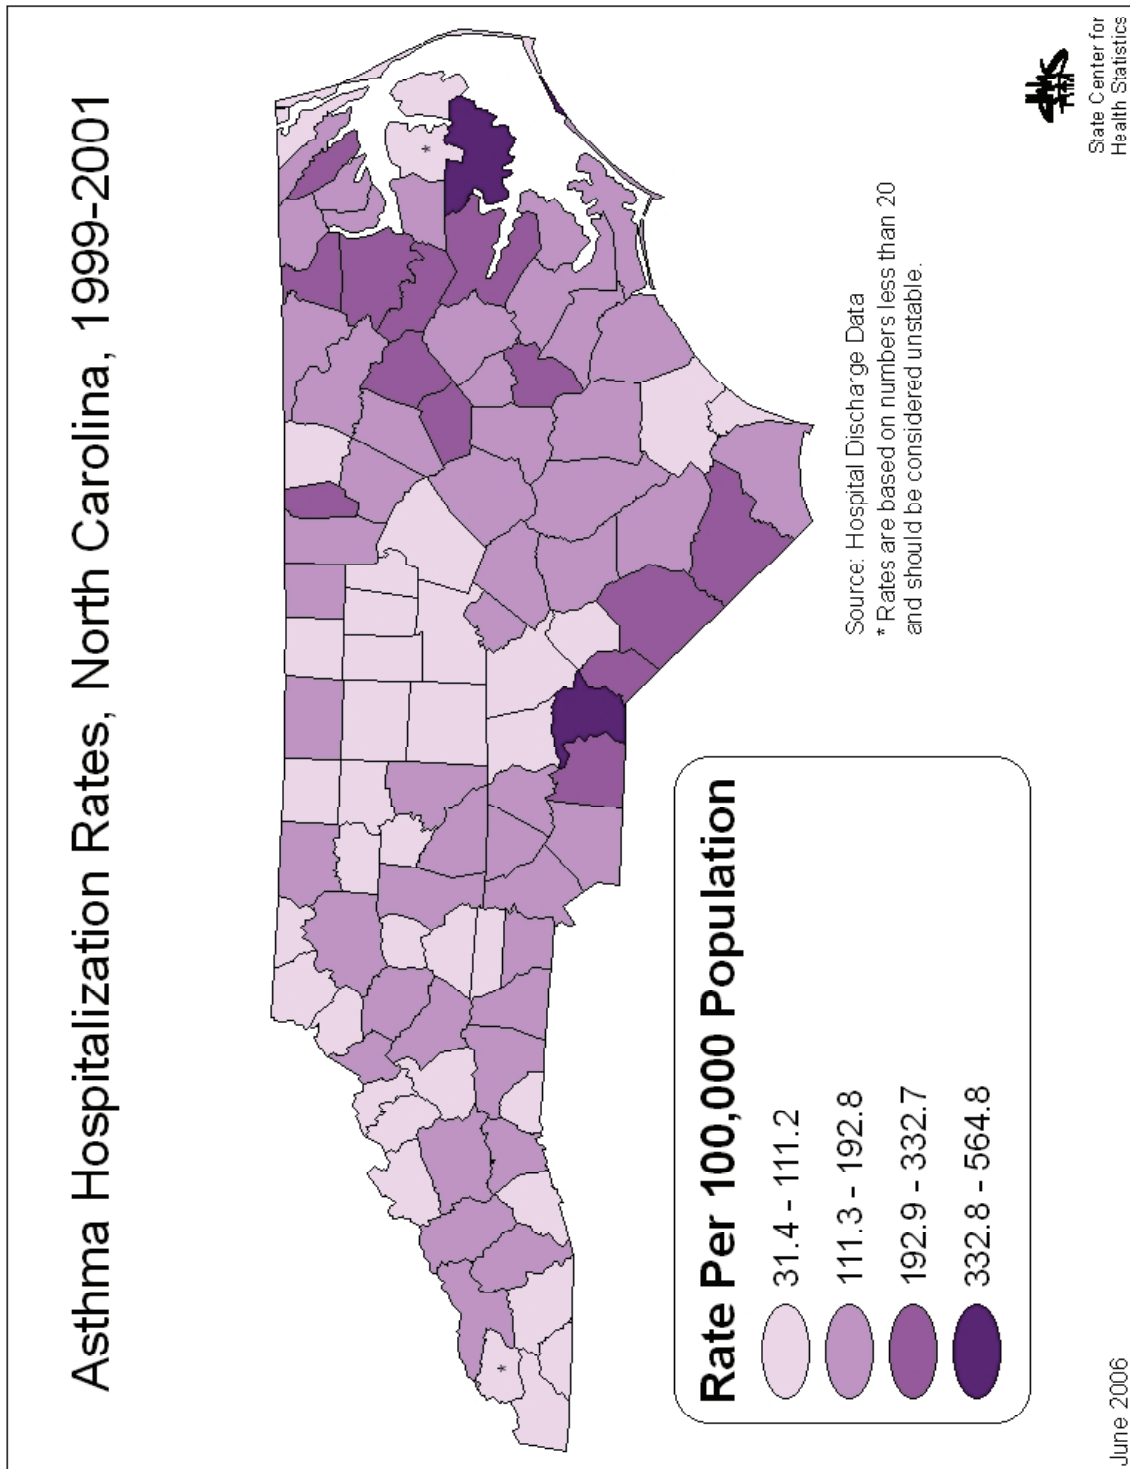 Asthma Hospitalization Rates, North Carolina, 1999-2001
*
*
Source: Hospital Discharge Data
* Rates are based on numbers less than 20
and should be considered unstable.
Rate Per 100,000 Population
31.4 - 111.2
111.3 - 192.8
192.9 - 332.7
332.8 - 564.8
June 2006
State Center for
Health Statistics